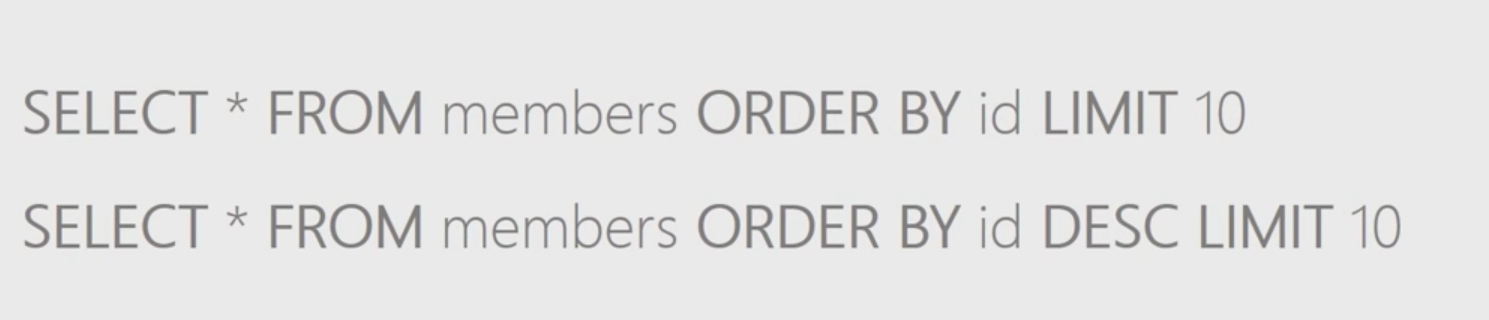 SELECT * FROM members ORDER BY id LIMIT 10
SELECT * FROM members ORDER BY id DESC LIMIT 10